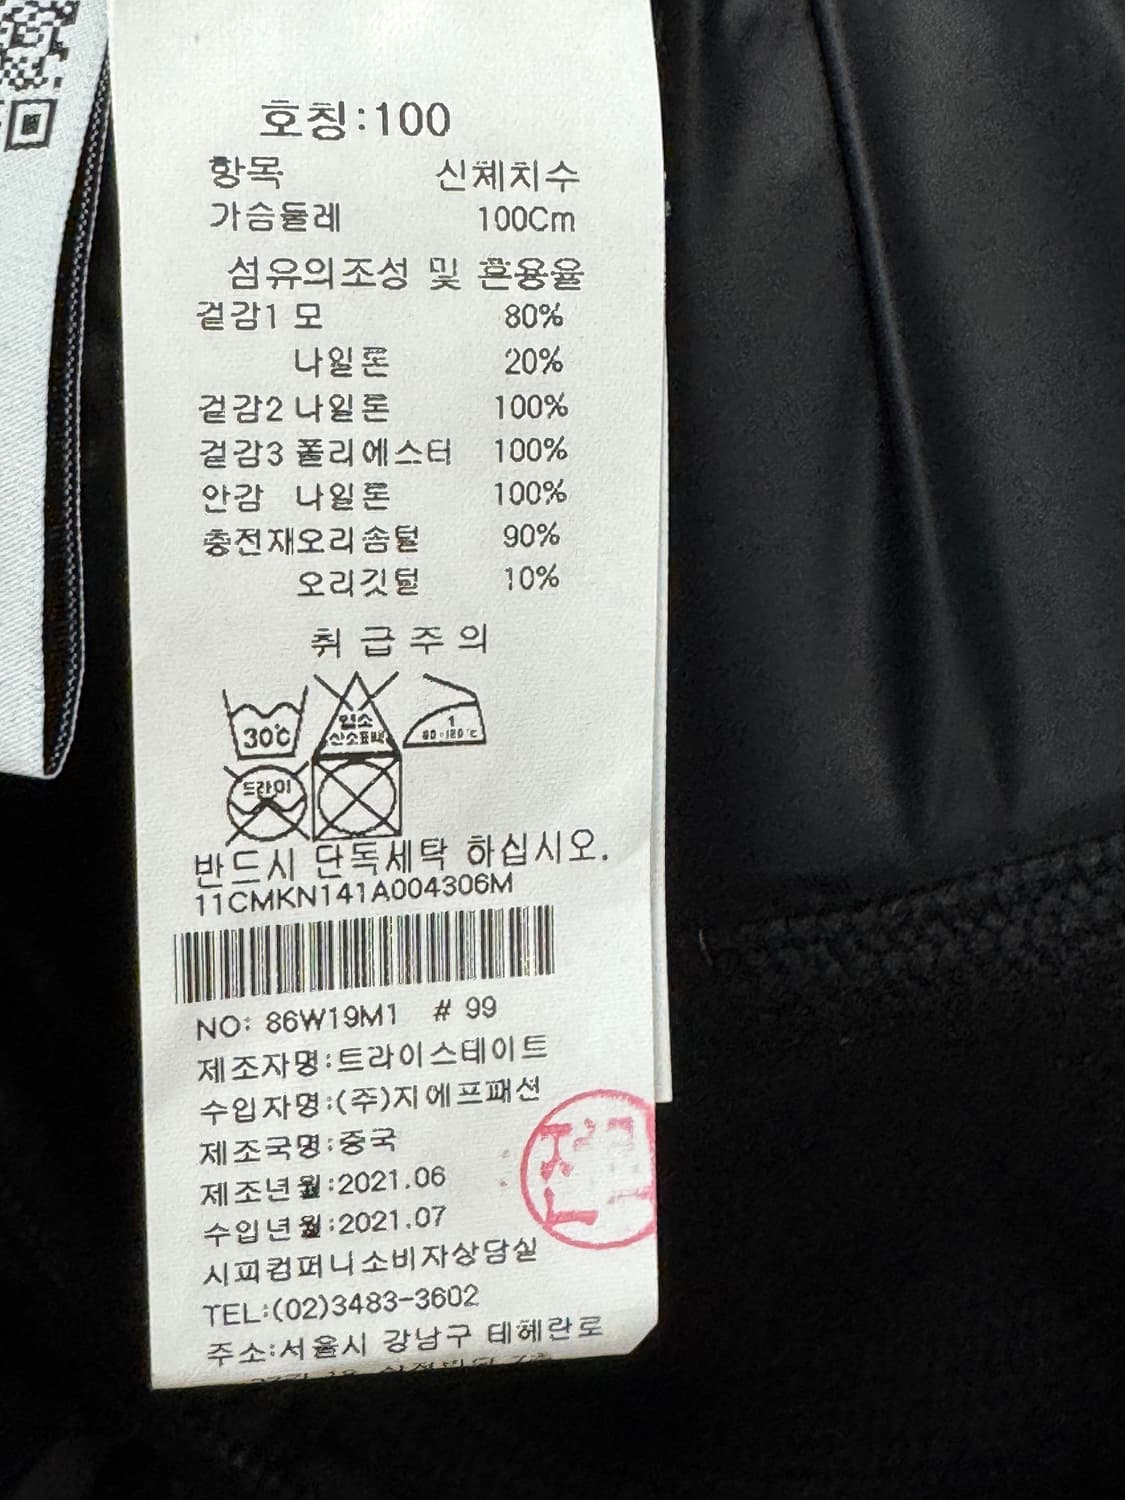 호칭:100
항목 신체치수
가슴둘레 100Cm
섬유의조성 및 혼용율
겉감1 모 80%
나일론 20%
겉감2 나일론 100%
겉감3 폴리에스터 100%
안감 나일론 100%
충전재오리솜털 90%
오리깃털 10%
취급주의
30℃
염소
산소표백
1
80-120℃
드라이
반드시 단독세탁 하십시오.
11CMKN141A004306M
NO: 86W19M1 # 99
제조자명:트라이스테이트
수입자명:(주)지에프패션
제조국명:중국
제조년월:2021.06
수입년월:2021.07
시피컴퍼니소비자상담실
TEL:(02)3483-3602
주소:서울시 강남구 테헤란로